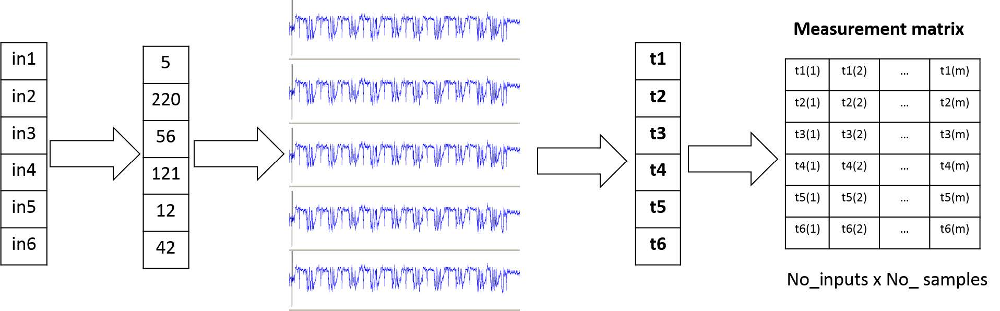 in1
in2
in3
in4
in5
in6
5
220
56
121
12
42
t1
t2
t3
t4
t5
t6
Measurement matrix
t1(1) t1(2) ... t1(m)
t2(1) t2(2) ... t2(m)
t3(1) t3(2) ... t3(m)
t4(1) t4(2) ... t4(m)
t5(1) t5(2) ... t5(m)
t6(1) t6(2) ... t6(m)
No_inputs x No_ samples